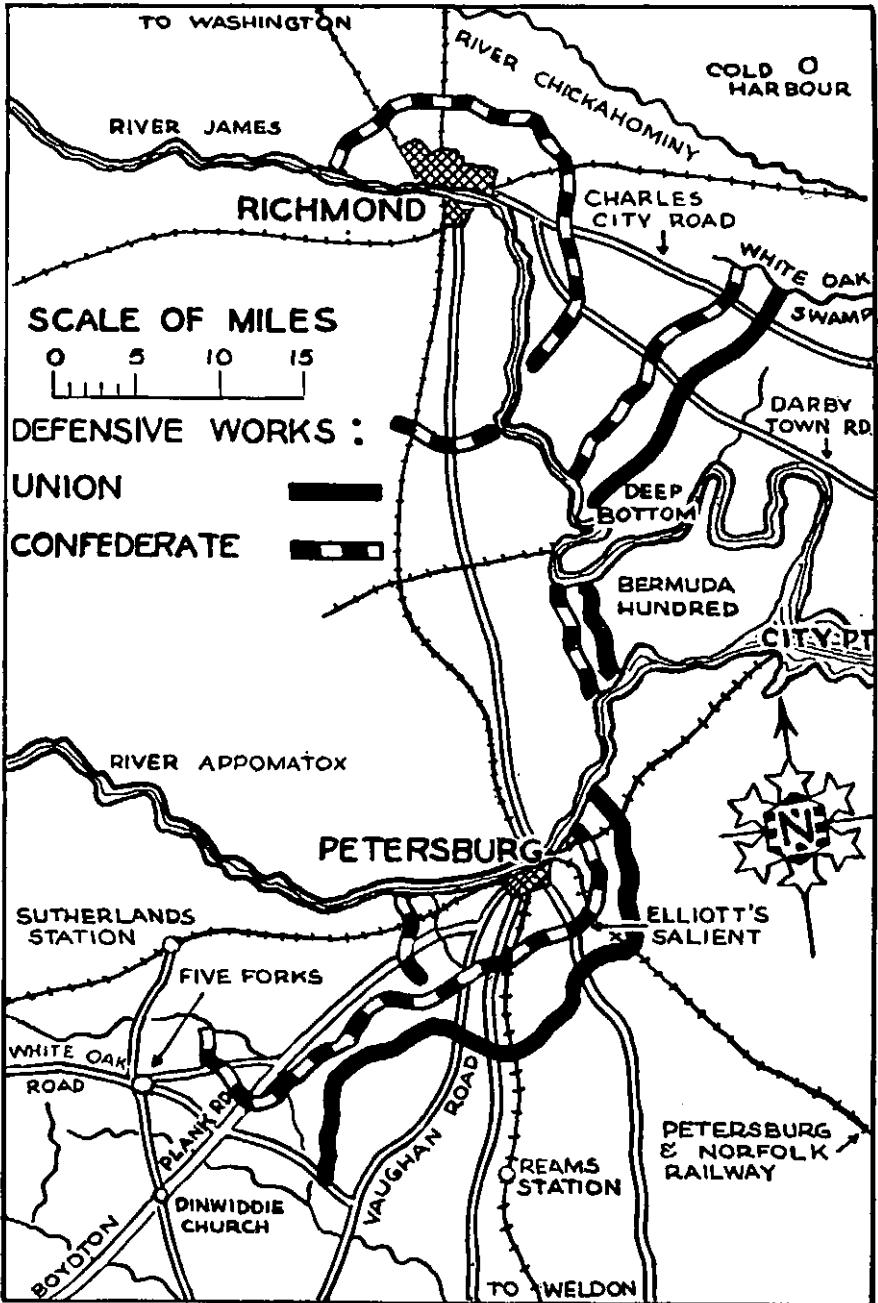 TO WASHINGTON
RIVER CHICKAHOMINY
COLD
HARBOUR
RIVER JAMES
RICHMOND
CHARLES
CITY ROAD
WHITE OAK
SWAMP
SCALE OF MILES
0 5 10 15
DEFENSIVE WORKS:
UNION
CONFEDERATE
DARBY
TOWN RD.
DEEP
BOTTOM
BERMUDA
HUNDRED
CITY PT
RIVER APPOMATOX
N
PETERSBURG
SUTHERLANDS
STATION
ELLIOTT'S
SALIENT
FIVE FORKS
WHITE OAK
ROAD
BOYDTON PLANK RD
VAUGHAN ROAD
DINWIDDIE
CHURCH
REAMS
STATION
PETERSBURG
& NORFOLK
RAILWAY
TO WELDON